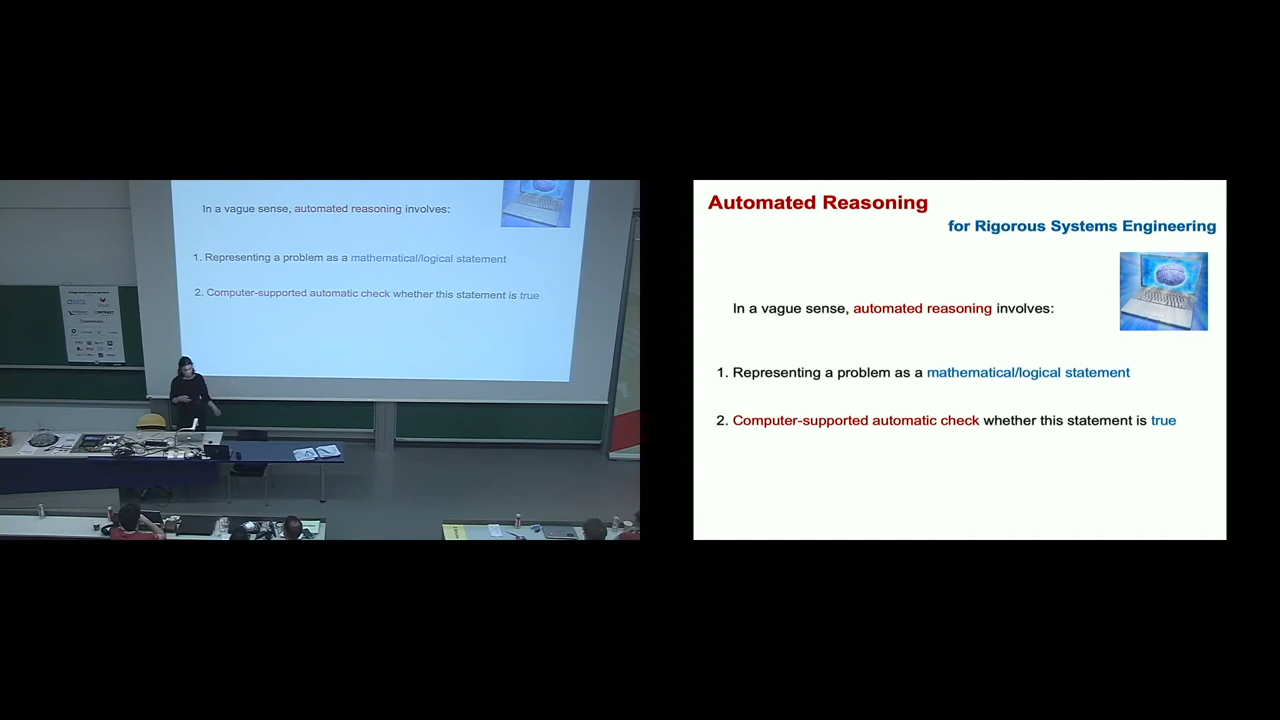 In a vague sense, automated reasoning involves:
1. Representing a problem as a mathematical/logical statement
2. Computer-supported automatic check whether this statement is true
Automated Reasoning
for Rigorous Systems Engineering
In a vague sense, automated reasoning involves:
1. Representing a problem as a mathematical/logical statement
2. Computer-supported automatic check whether this statement is true